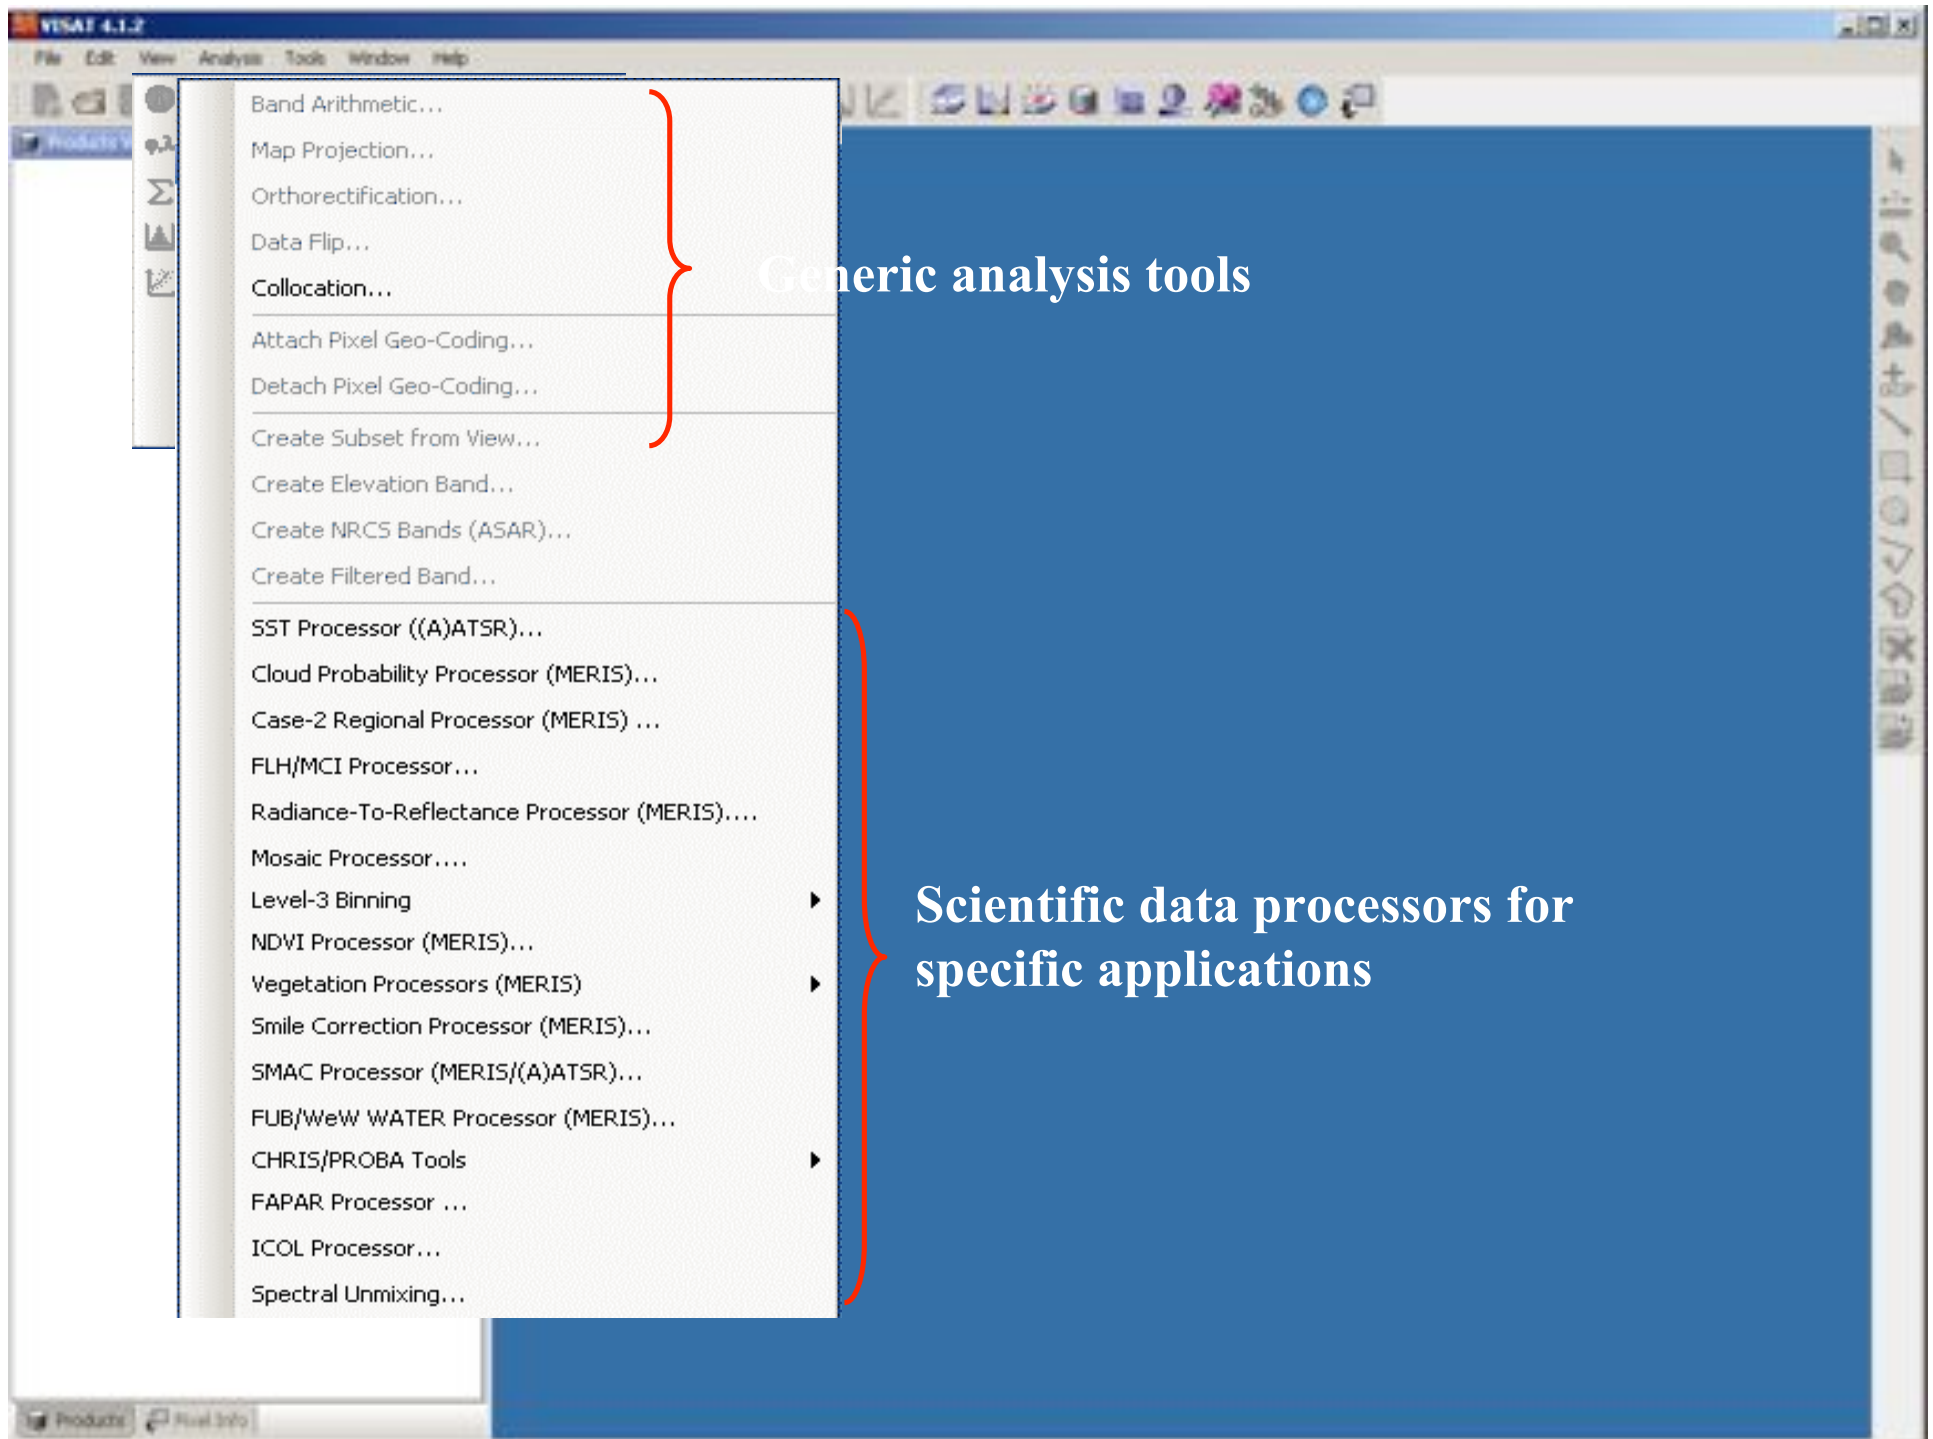 VISAT 4.1.2
File Edit View Analysis Tools Window Help
Products
Band Arithmetic...
Map Projection...
Orthorectification...
Data Flip...
Collocation...
Attach Pixel Geo-Coding...
Detach Pixel Geo-Coding...
Create Subset from View...
Create Elevation Band...
Create NRCS Bands (ASAR)...
Create Filtered Band...
Generic analysis tools
SST Processor ((A)ATSR)...
Cloud Probability Processor (MERIS)...
Case-2 Regional Processor (MERIS) ...
FLH/MCI Processor...
Radiance-To-Reflectance Processor (MERIS)....
Mosaic Processor....
Level-3 Binning
NDVI Processor (MERIS)...
Vegetation Processors (MERIS)
Smile Correction Processor (MERIS)...
SMAC Processor (MERIS/(A)ATSR)...
FUB/WeW WATER Processor (MERIS)...
CHRIS/PROBA Tools
FAPAR Processor ...
ICOL Processor...
Spectral Unmixing...
Scientific data processors for
specific applications
Products Pixel Info